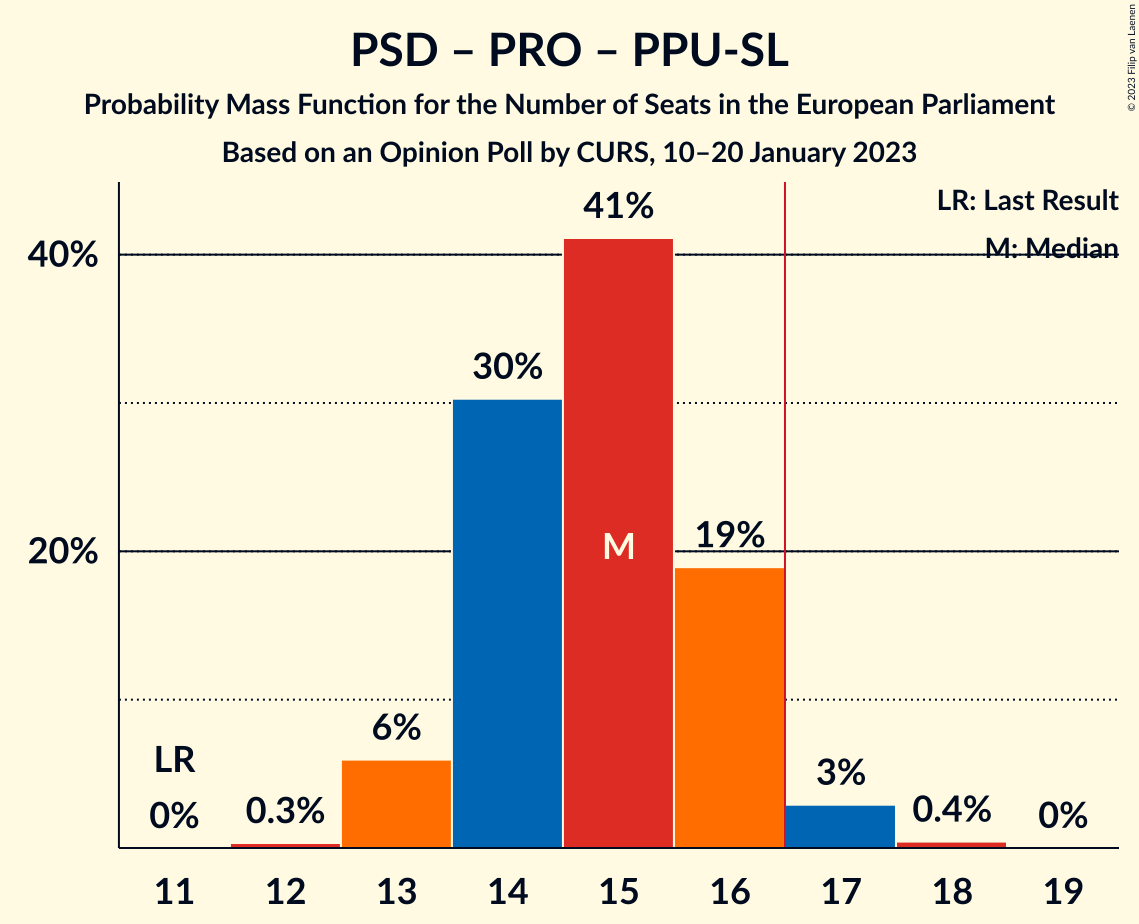 PSD – PRO – PPU-SL
Probability Mass Function for the Number of Seats in the European Parliament
Based on an Opinion Poll by CURS, 10–20 January 2023
© 2023 Filip van Laenen
LR: Last Result
M: Median
40%
20%
LR
0%
0.3%
6%
30%
41%
M
19%
3%
0.4%
0%
11 12 13 14 15 16 17 18 19